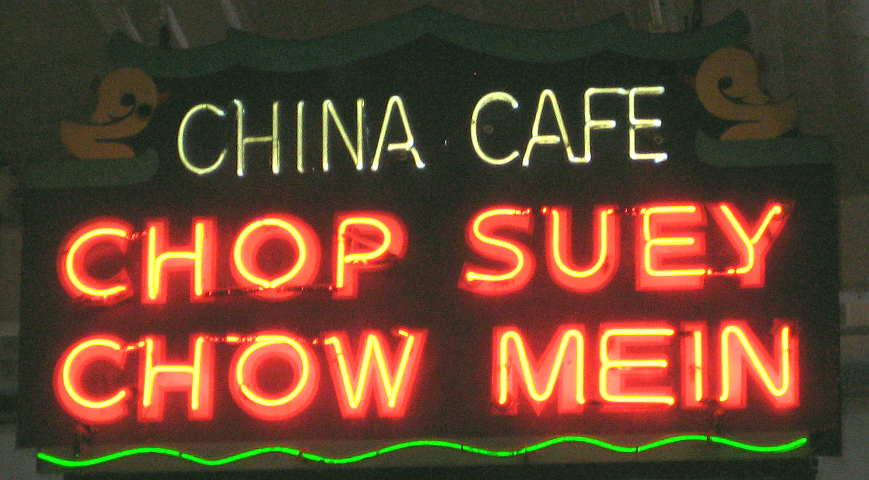 CHINA CAFE
CHOP SUEY
CHOW MEIN